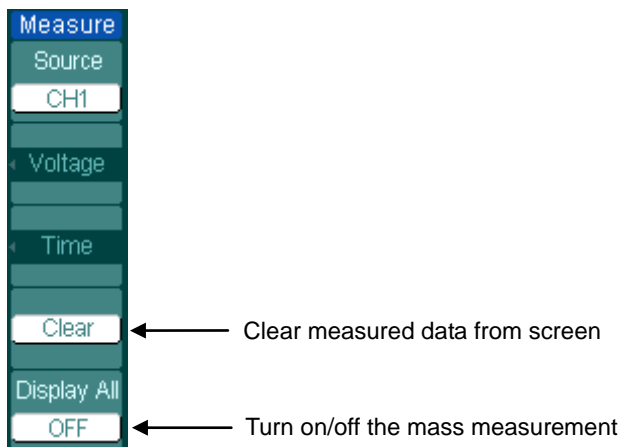 Measure
Source
CH1
Voltage
Time
Clear
Clear measured data from screen
Display All
OFF
Turn on/off the mass measurement